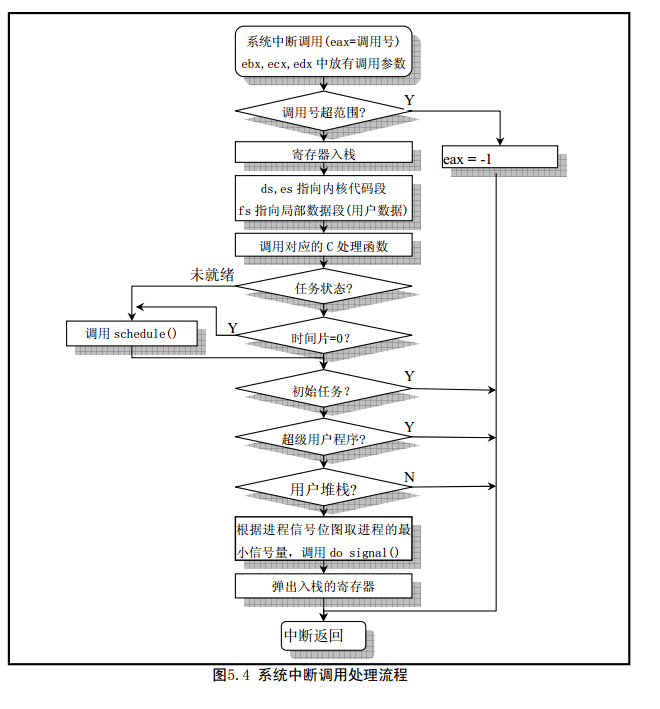 系统中断调用(eax=调用号)
ebx,ecx,edx 中放有调用参数
调用号超范围?
Y
eax = -1
寄存器入栈
ds,es 指向内核代码段
fs 指向局部数据段(用户数据)
调用对应的 C 处理函数
未就绪
任务状态?
调用 schedule()
Y
时间片=0?
初始任务?
Y
超级用户程序?
Y
用户堆栈?
N
根据进程信号位图取进程的最
小信号量，调用 do signal()
弹出入栈的寄存器
中断返回
图5.4 系统中断调用处理流程